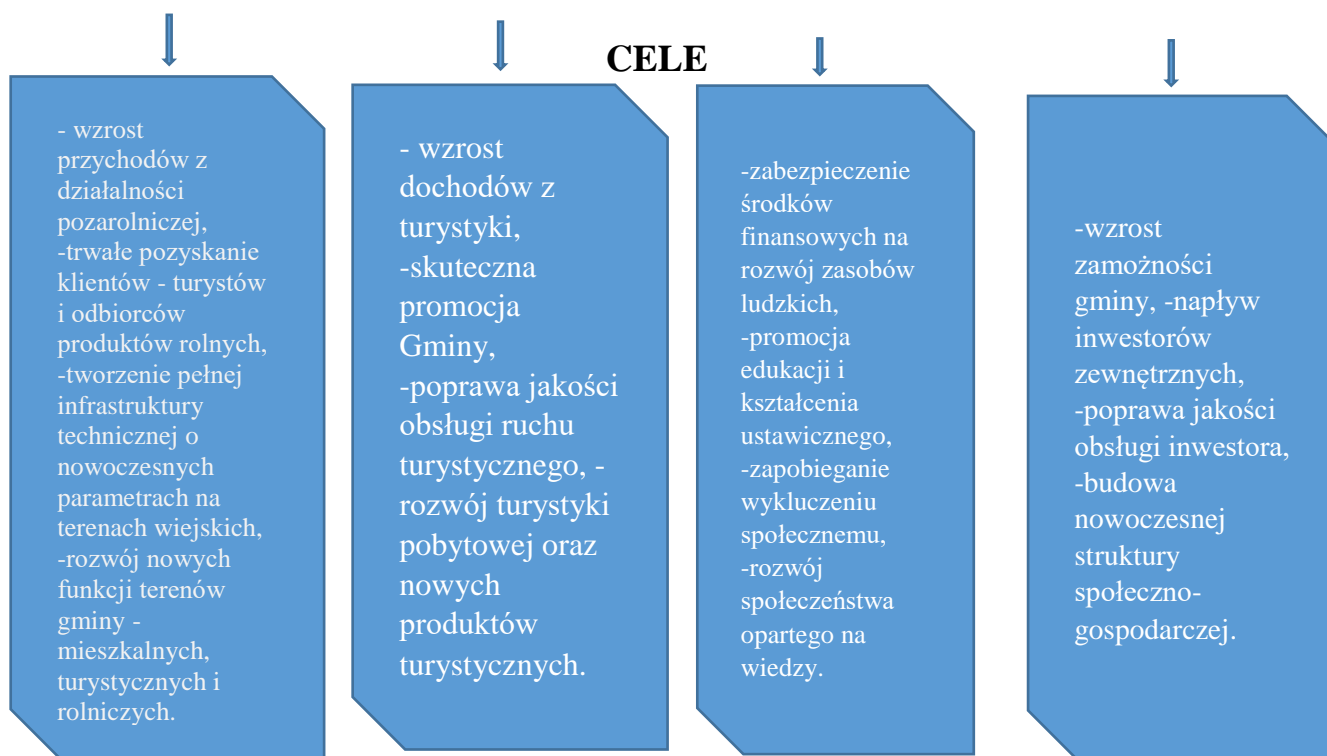 CELE
- wzrost
przychodów z
działalności
pozarolniczej,
-trwałe pozyskanie
klientów - turystów
i odbiorców
produktów rolnych,
-tworzenie pełnej
infrastruktury
technicznej o
nowoczesnych
parametrach na
terenach wiejskich,
-rozwój nowych
funkcji terenów
gminy -
mieszkalnych,
turystycznych i
rolniczych.
- wzrost
dochodów z
turystyki,
-skuteczna
promocja
Gminy,
-poprawa jakości
obsługi ruchu
turystycznego, -
rozwój turystyki
pobytowej oraz
nowych
produktów
turystycznych.
-zabezpieczenie
środków
finansowych na
rozwój zasobów
ludzkich,
-promocja
edukacji i
kształcenia
ustawicznego,
-zapobieganie
wykluczeniu
społecznemu,
-rozwój
społeczeństwa
opartego na
wiedzy.
-wzrost
zamożności
gminy, -napływ
inwestorów
zewnętrznych,
-poprawa jakości
obsługi inwestora,
-budowa
nowoczesnej
struktury
społeczno-
gospodarczej.